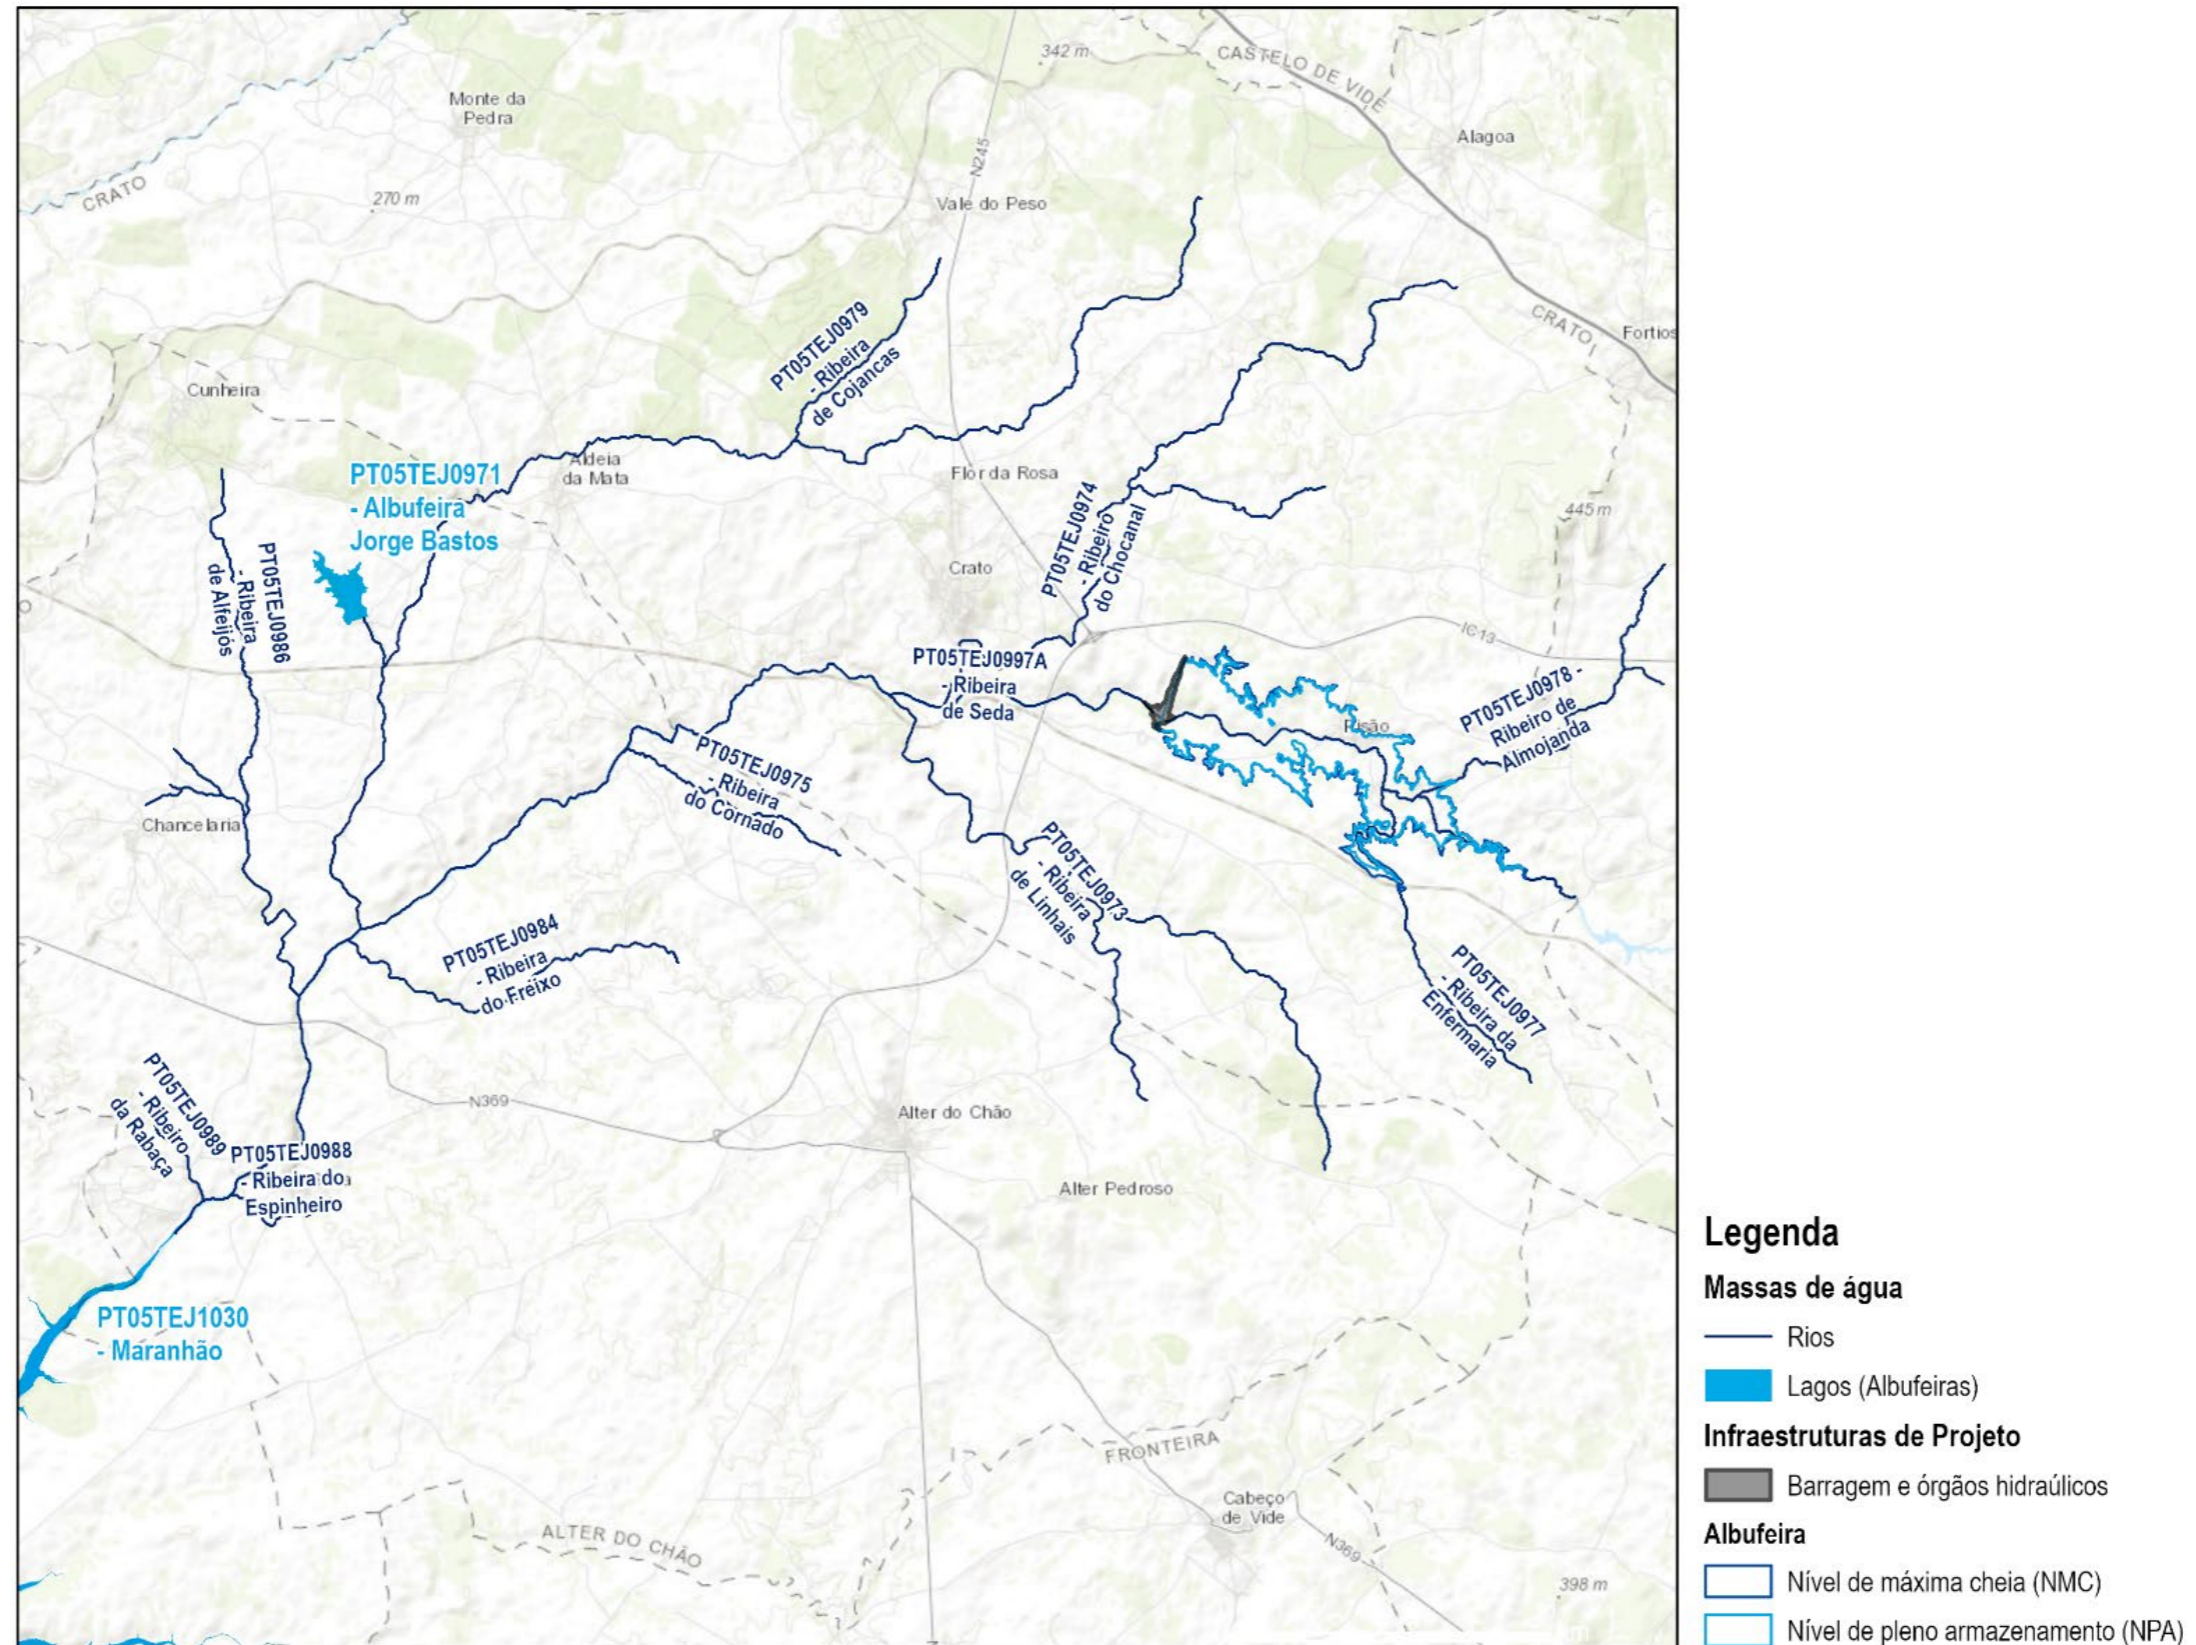 342 m
CASTELO DE VIDE
Monte da
Pedra
Alagoa
N245
CRATO
270 m
Vale do Peso
PT05TEJ0979
- Ribeira
de Cojancas
CRATO
Fortios
Cunheira
PT05TEJ0971
- Albufeira
Jorge Bastos
Aldeia
da Mata
Flor da Rosa
PT05TEJ0974
- Ribeiro
do Chocanal
445 m
Crato
PT05TEJ0986
- Ribeira
de Alfeijós
IC 13
PT05TEJ0997A
- Ribeira
de Seda
Pisão
PT05TEJ0978 -
Ribeiro de
Almojanda
PT05TEJ0975
- Ribeira
do Cornado
Chancelaria
PT05TEJ0973
- Ribeira
de Linhais
PT05TEJ0984
- Ribeira
do Freixo
PT05TEJ0977
- Ribeira da
Enfermaria
N369
Alter do Chão
PT05TEJ0989
- Ribeiro
da Rabaça
PT05TEJ0988
- Ribeira do
Espinheiro
Alter Pedroso
PT05TEJ1030
- Maranhão
FRONTEIRA
Cabeço
de Vide
ALTER DO CHÃO
N369
398 m
Legenda
Massas de água
Rios
Lagos (Albufeiras)
Infraestruturas de Projeto
Barragem e órgãos hidraúlicos
Albufeira
Nível de máxima cheia (NMC)
Nível de pleno armazenamento (NPA)